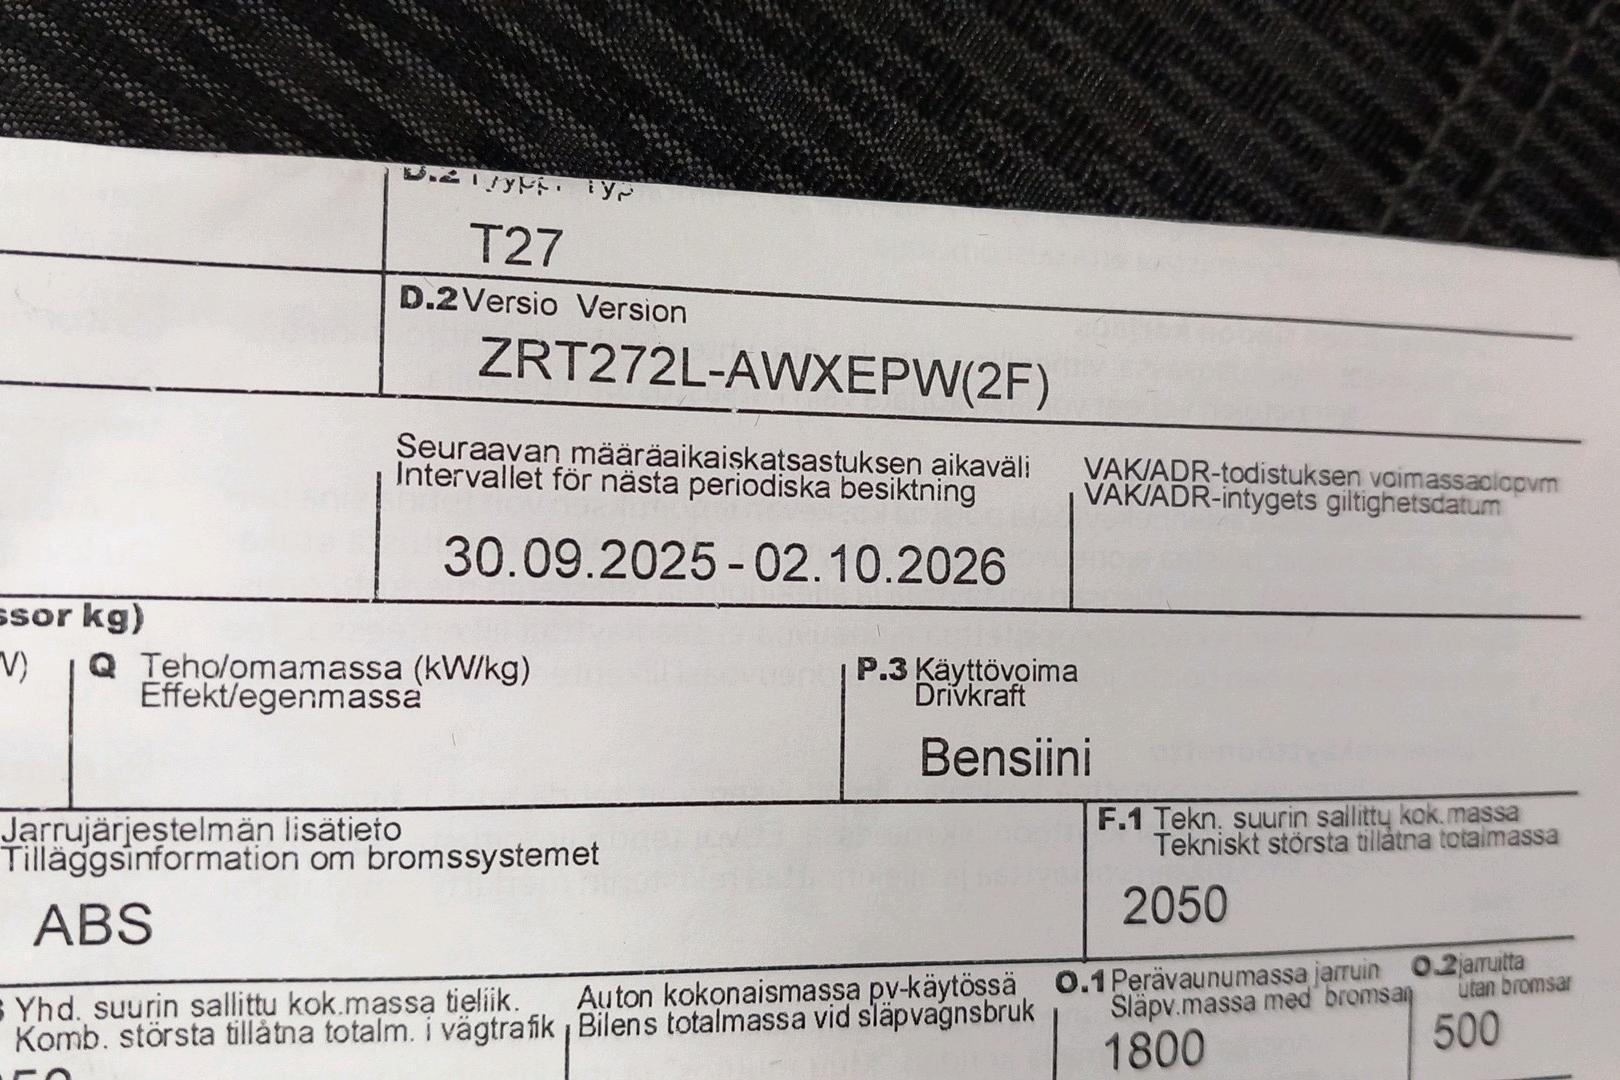 D.2 Tyyppi Typ
T27
D.2 Versio Version
ZRT272L-AWXEPW(2F)
Seuraavan määräaikaiskatsastuksen aikaväli
Intervallet för nästa periodiska besiktning
30.09.2025 - 02.10.2026
VAK/ADR-todistuksen voimassaolopvm
VAK/ADR-intygets giltighetsdatum
ssor kg)
Q Teho/omamassa (kW/kg)
Effekt/egenmassa
P.3 Käyttövoima
Drivkraft
Bensiini
Jarrujärjestelmän lisätieto
Tilläggsinformation om bromssystemet
ABS
F.1 Tekn. suurin sallittu kok.massa
Tekniskt största tillåtna totalmassa
2050
Yhd. suurin sallittu kok.massa tieliik.
Komb. största tillåtna totalm. i vägtrafik
Auton kokonaismassa pv-käytössä
Bilens totalmassa vid släpvagnsbruk
O.1 Perävaunumassa jarruin
Släpv.massa med bromsar
1800
O.2 jarruitta
utan bromsar
500